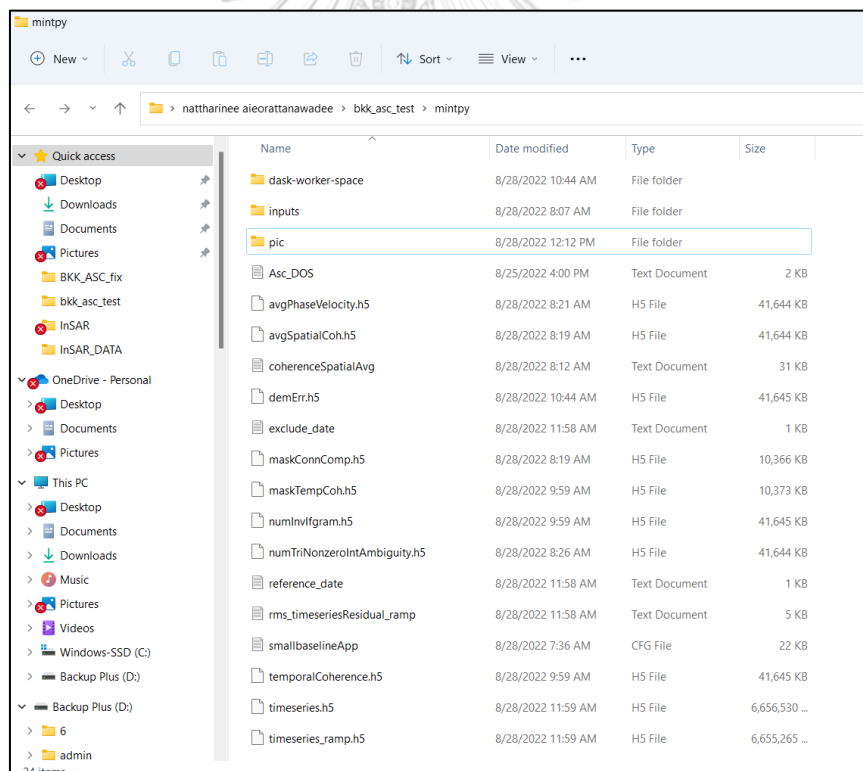 mintpy
New
Sort
View
nattharinee aieorattanawadee > bkk_asc_test > mintpy
Name Date modified Type Size
Quick access
Desktop
Downloads
Documents
Pictures
BKK_ASC_fix
bkk_asc_test
InSAR
InSAR_DATA
OneDrive - Personal
Desktop
Documents
Pictures
This PC
Desktop
Documents
Downloads
Music
Pictures
Videos
Windows-SSD (C:)
Backup Plus (D:)
Backup Plus (D:)
6
admin
dask-worker-space 8/28/2022 10:44 AM File folder
inputs 8/28/2022 8:07 AM File folder
pic 8/28/2022 12:12 PM File folder
Asc_DOS 8/25/2022 4:00 PM Text Document 2 KB
avgPhaseVelocity.h5 8/28/2022 8:21 AM H5 File 41,644 KB
avgSpatialCoh.h5 8/28/2022 8:19 AM H5 File 41,644 KB
coherenceSpatialAvg 8/28/2022 8:12 AM Text Document 31 KB
demErr.h5 8/28/2022 10:44 AM H5 File 41,645 KB
exclude_date 8/28/2022 11:58 AM Text Document 1 KB
maskConnComp.h5 8/28/2022 8:19 AM H5 File 10,366 KB
maskTempCoh.h5 8/28/2022 9:59 AM H5 File 10,373 KB
numInvIfgram.h5 8/28/2022 9:59 AM H5 File 41,645 KB
numTriNonzeroIntAmbiguity.h5 8/28/2022 8:26 AM H5 File 41,644 KB
reference_date 8/28/2022 11:58 AM Text Document 1 KB
rms_timeseriesResidual_ramp 8/28/2022 11:58 AM Text Document 5 KB
smallbaselineApp 8/28/2022 7:36 AM CFG File 22 KB
temporalCoherence.h5 8/28/2022 9:59 AM H5 File 41,645 KB
timeseries.h5 8/28/2022 11:59 AM H5 File 6,656,530 ...
timeseries_ramp.h5 8/28/2022 11:59 AM H5 File 6,655,265 ...